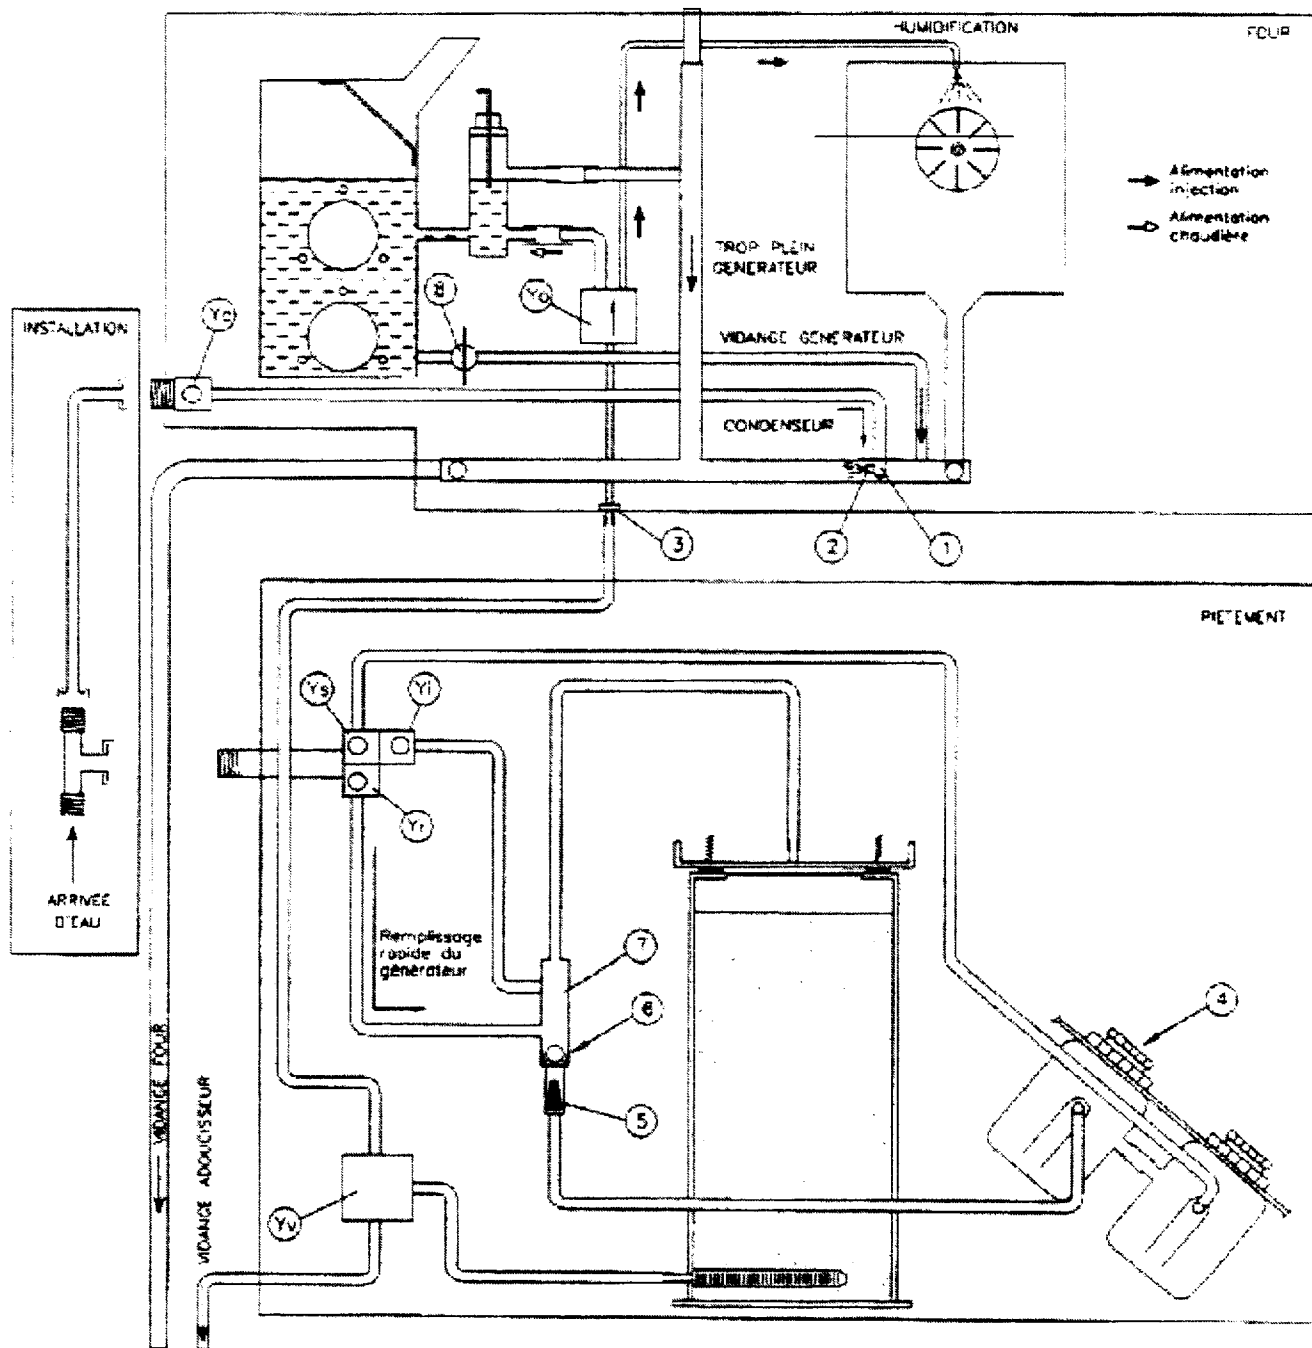 HUMIDIFICATION
FOUR
Alimentation
injection
Alimentation
chaudière
TROP PLEIN
GENERATEUR
INSTALLATION
Yc
8
Yo
VIDANGE GENERATEUR
CONDENSEUR
3
2
1
PIETEMENT
Ys
Yi
Yr
ARRIVEE
D'EAU
Remplissage
rapide du
générateur
7
6
4
5
VIDANGE FOUR
VIDANGE ADOUCISSEUR
Yv